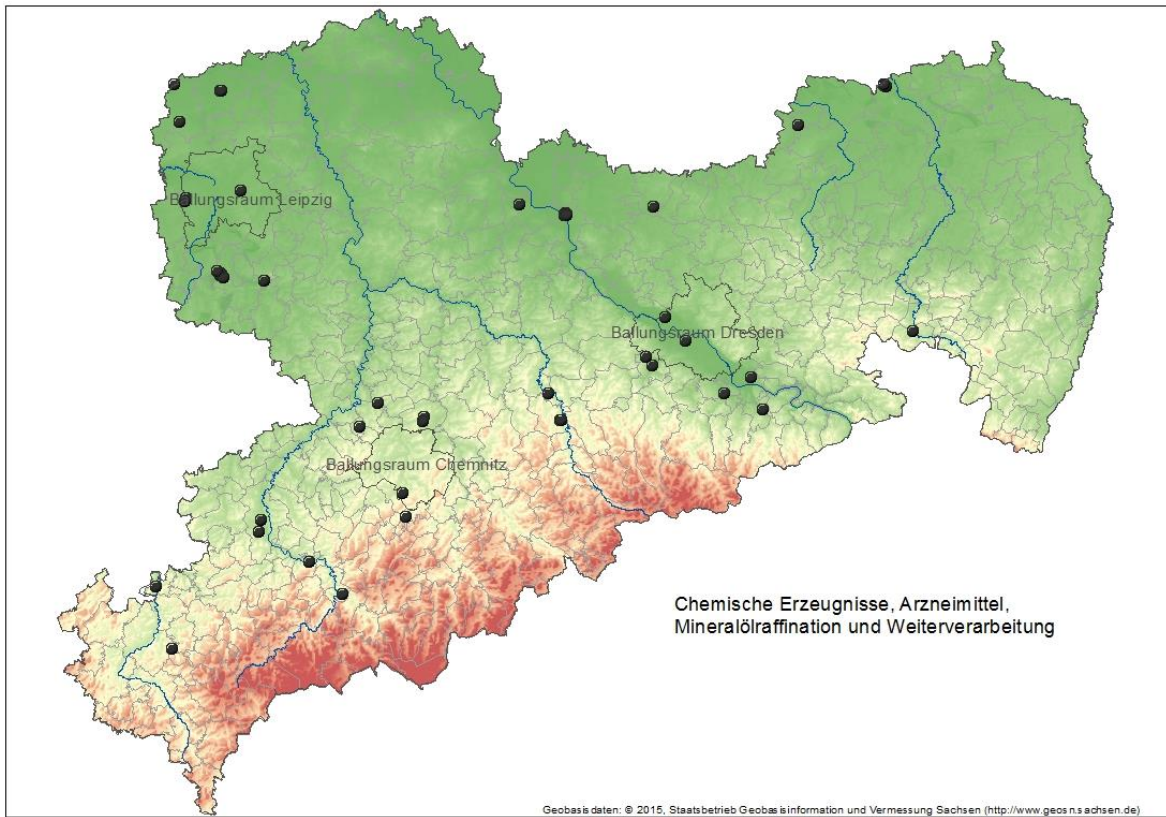 Ballungsraum Leipzig
Ballungsraum Dresden
Ballungsraum Chemnitz
Chemische Erzeugnisse, Arzneimittel,
Mineralölraffination und Weiterverarbeitung
Geobasisdaten: © 2015, Staatsbetrieb Geobasisinformation und Vermessung Sachsen (http://www.geosn.sachsen.de)